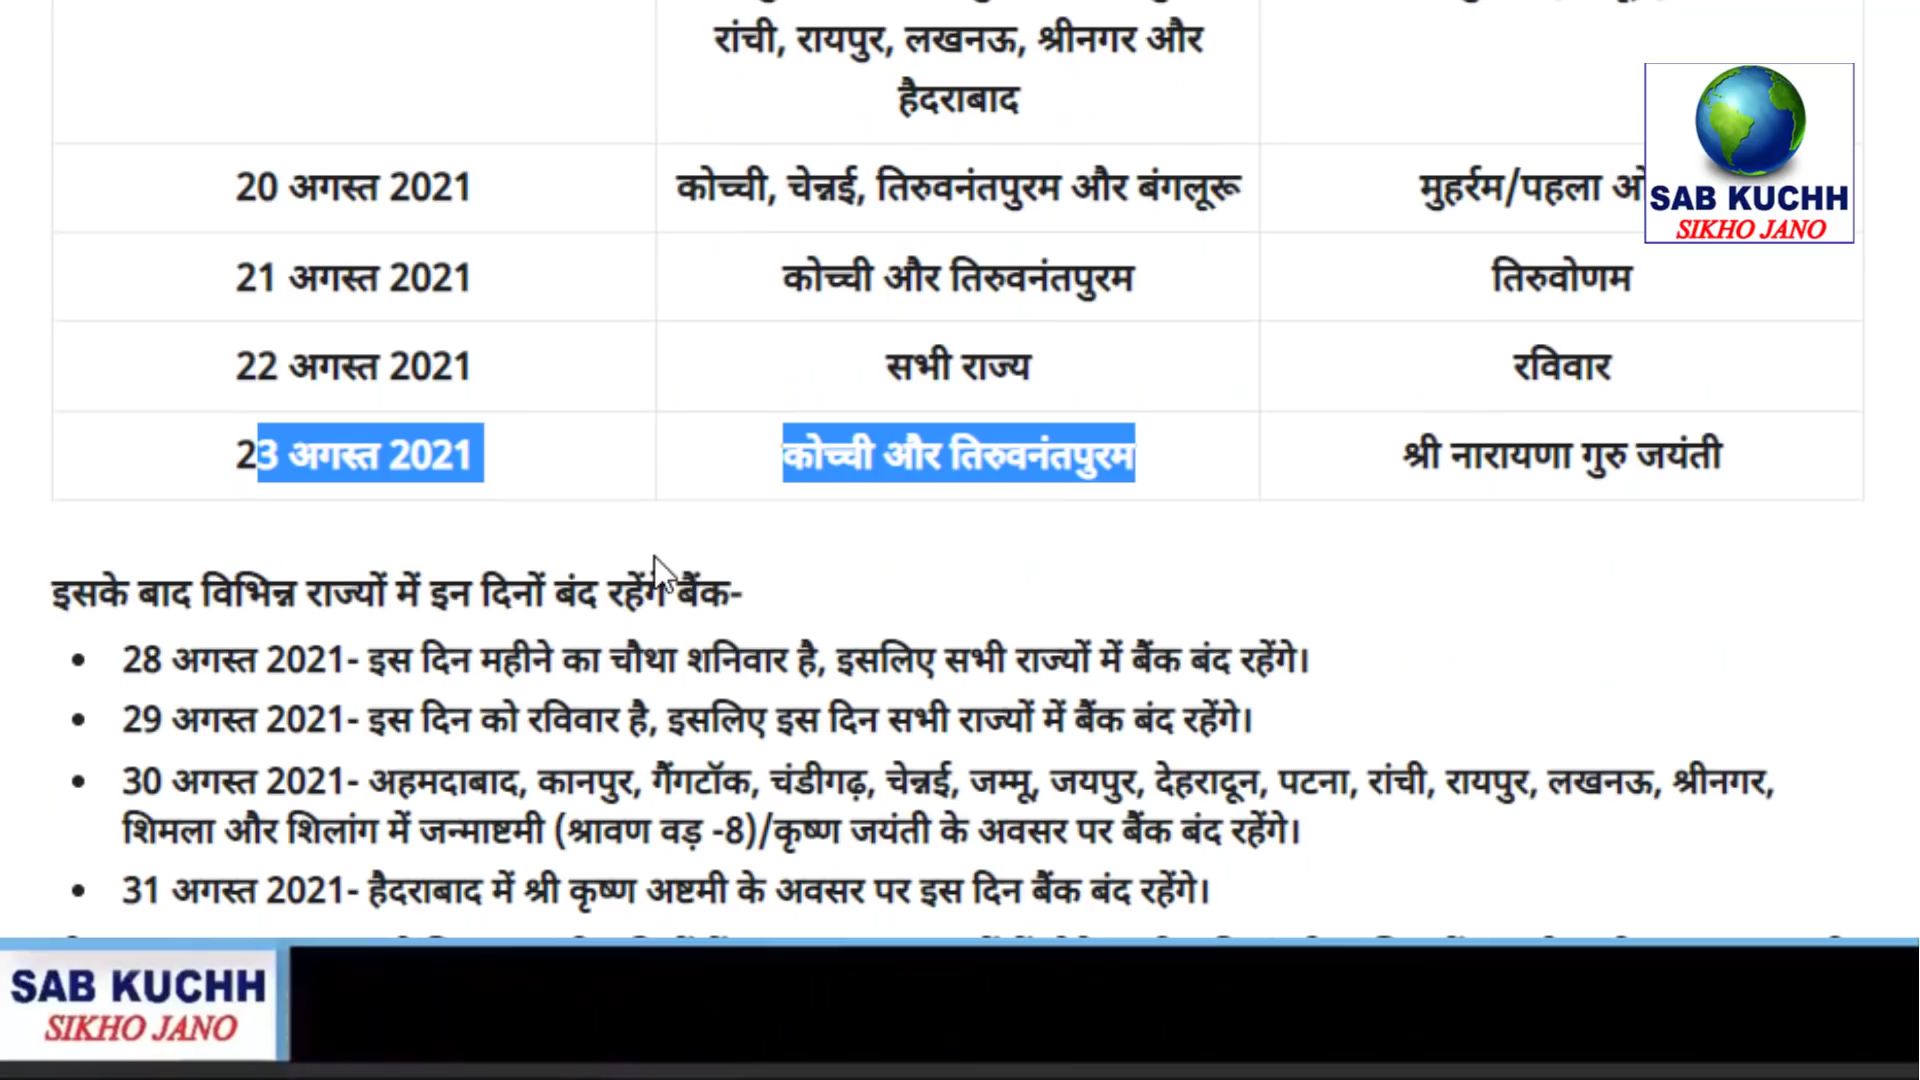 रांची, रायपुर, लखनऊ, श्रीनगर और
हैदराबाद
20 अगस्त 2021 कोच्ची, चेन्नई, तिरुवनंतपुरम और बंगलूरू मुहर्रम/पहला
21 अगस्त 2021 कोच्ची और तिरुवनंतपुरम तिरुवोणम
22 अगस्त 2021 सभी राज्य रविवार
23 अगस्त 2021 कोच्ची और तिरुवनंतपुरम श्री नारायणा गुरु जयंती
SAB KUCHH
SIKHO JANO
इसके बाद विभिन्न राज्यों में इन दिनों बंद रहेंगे बैंक-
• 28 अगस्त 2021- इस दिन महीने का चौथा शनिवार है, इसलिए सभी राज्यों में बैंक बंद रहेंगे।
• 29 अगस्त 2021- इस दिन को रविवार है, इसलिए इस दिन सभी राज्यों में बैंक बंद रहेंगे।
• 30 अगस्त 2021- अहमदाबाद, कानपुर, गैंगटॉक, चंडीगढ़, चेन्नई, जम्मू, जयपुर, देहरादून, पटना, रांची, रायपुर, लखनऊ, श्रीनगर,
शिमला और शिलांग में जन्माष्टमी (श्रावण वड़ -8)/कृष्ण जयंती के अवसर पर बैंक बंद रहेंगे।
• 31 अगस्त 2021- हैदराबाद में श्री कृष्ण अष्टमी के अवसर पर इस दिन बैंक बंद रहेंगे।
SAB KUCHH
SIKHO JANO